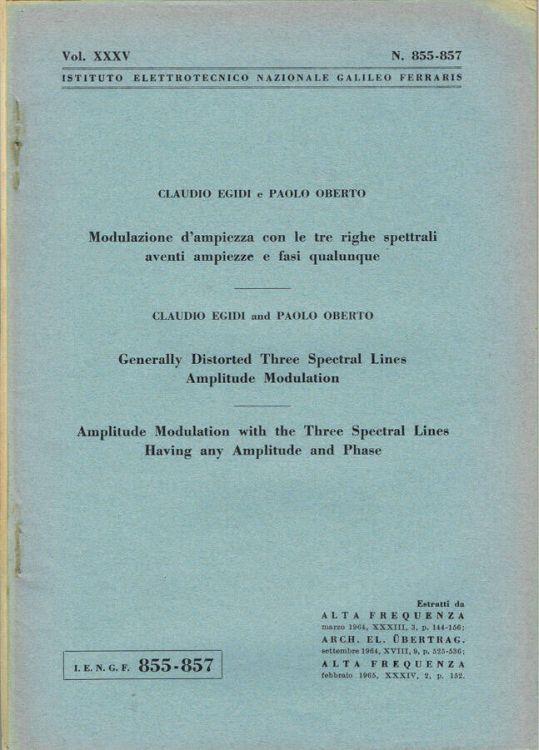 Vol. XXXV N. 855-857
ISTITUTO ELETTROTECNICO NAZIONALE GALILEO FERRARIS
CLAUDIO EGIDI e PAOLO OBERTO
Modulazione d'ampiezza con le tre righe spettrali
aventi ampiezze e fasi qualunque
CLAUDIO EGIDI and PAOLO OBERTO
Generally Distorted Three Spectral Lines
Amplitude Modulation
Amplitude Modulation with the Three Spectral Lines
Having any Amplitude and Phase
Estratti da
ALTA FREQUENZA
marzo 1964, XXXIII, 3, p. 144-156;
ARCH. EL. ÜBERTRAG.
settembre 1964, XVIII, 9, p. 525-536;
ALTA FREQUENZA
febbraio 1965, XXXIV, 2, p. 152.
I. E. N. G. F. 855-857